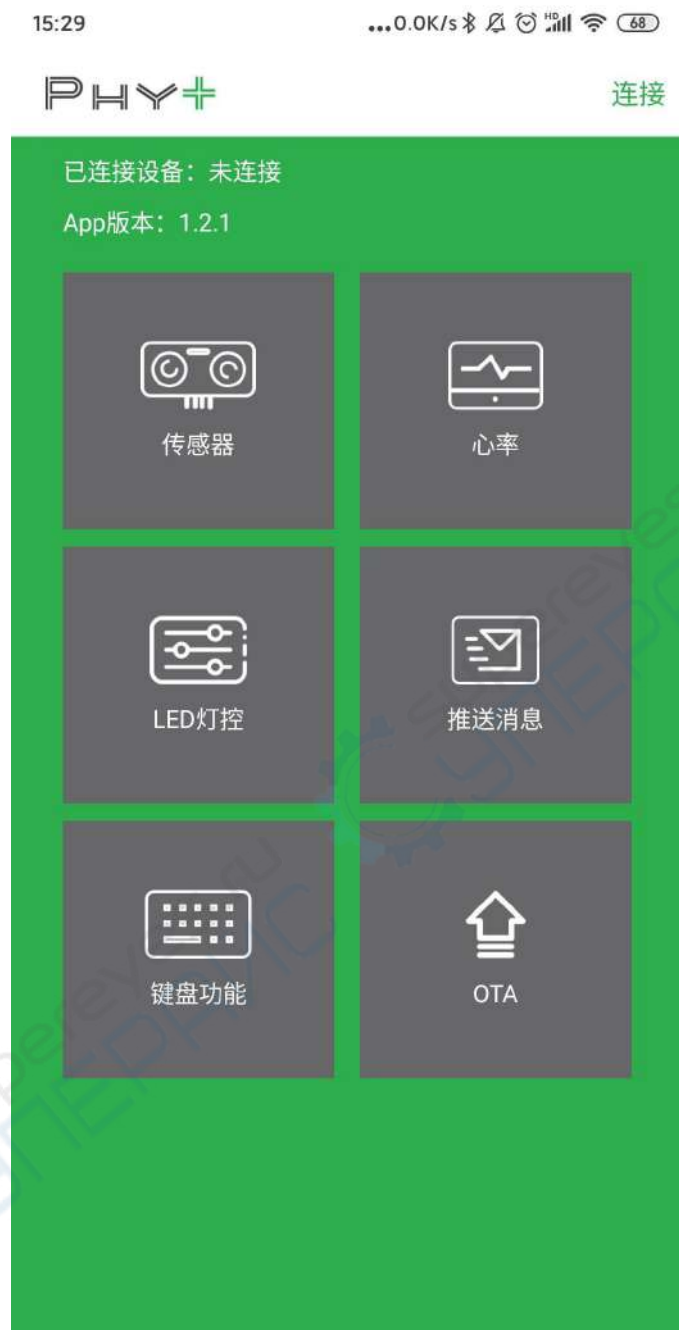 15:29
...0.0K/s HD 68
PHY+
连接
已连接设备：未连接
App版本：1.2.1
传感器
心率
LED灯控
推送消息
键盘功能
OTA